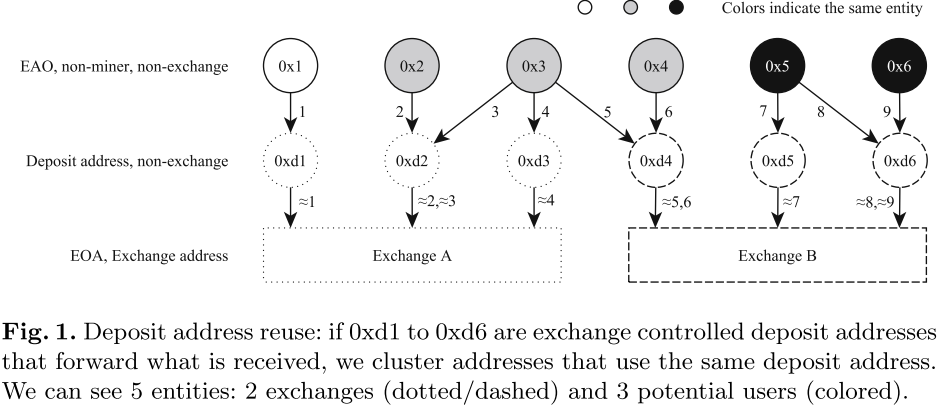 Colors indicate the same entity
EAO, non-miner, non-exchange
0x1 0x2 0x3 0x4 0x5 0x6
1 2 3 4 5 6 7 8 9
Deposit address, non-exchange
0xd1 0xd2 0xd3 0xd4 0xd5 0xd6
≈1 ≈2,≈3 ≈4 ≈5,6 ≈7 ≈8,≈9
EOA, Exchange address
Exchange A Exchange B
Fig. 1. Deposit address reuse: if 0xd1 to 0xd6 are exchange controlled deposit addresses
that forward what is received, we cluster addresses that use the same deposit address.
We can see 5 entities: 2 exchanges (dotted/dashed) and 3 potential users (colored).